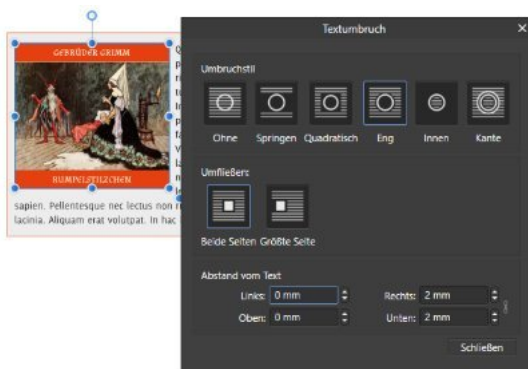 GEBRÜDER GRIMM
RUMPELSTILZCHEN
sapien. Pellentesque nec lectus non
lacinia. Aliquam erat volutpat. In hac
Textumbruch
Umbruchstil
Ohne Springen Quadratisch Eng Innen Kante
Umfließen:
Beide Seiten Größte Seite
Abstand vom Text
Links: 0 mm Rechts: 2 mm
Oben: 0 mm Unten: 2 mm
Schließen